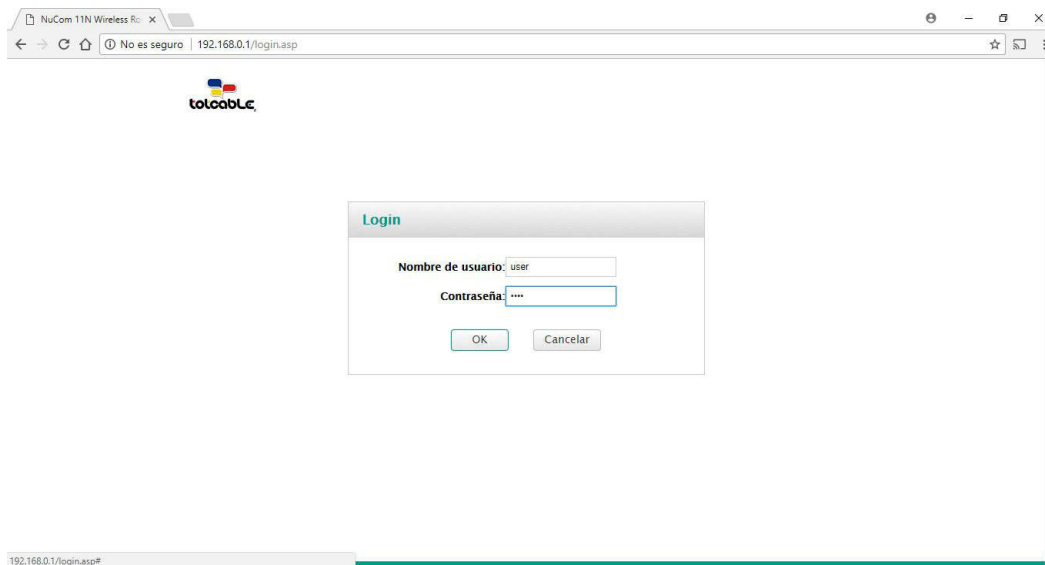 NuCom 11N Wireless Ro
No es seguro | 192.168.0.1/login.asp
tolcable
Login
Nombre de usuario: user
Contraseña: ····
OK Cancelar
192.168.0.1/login.asp#